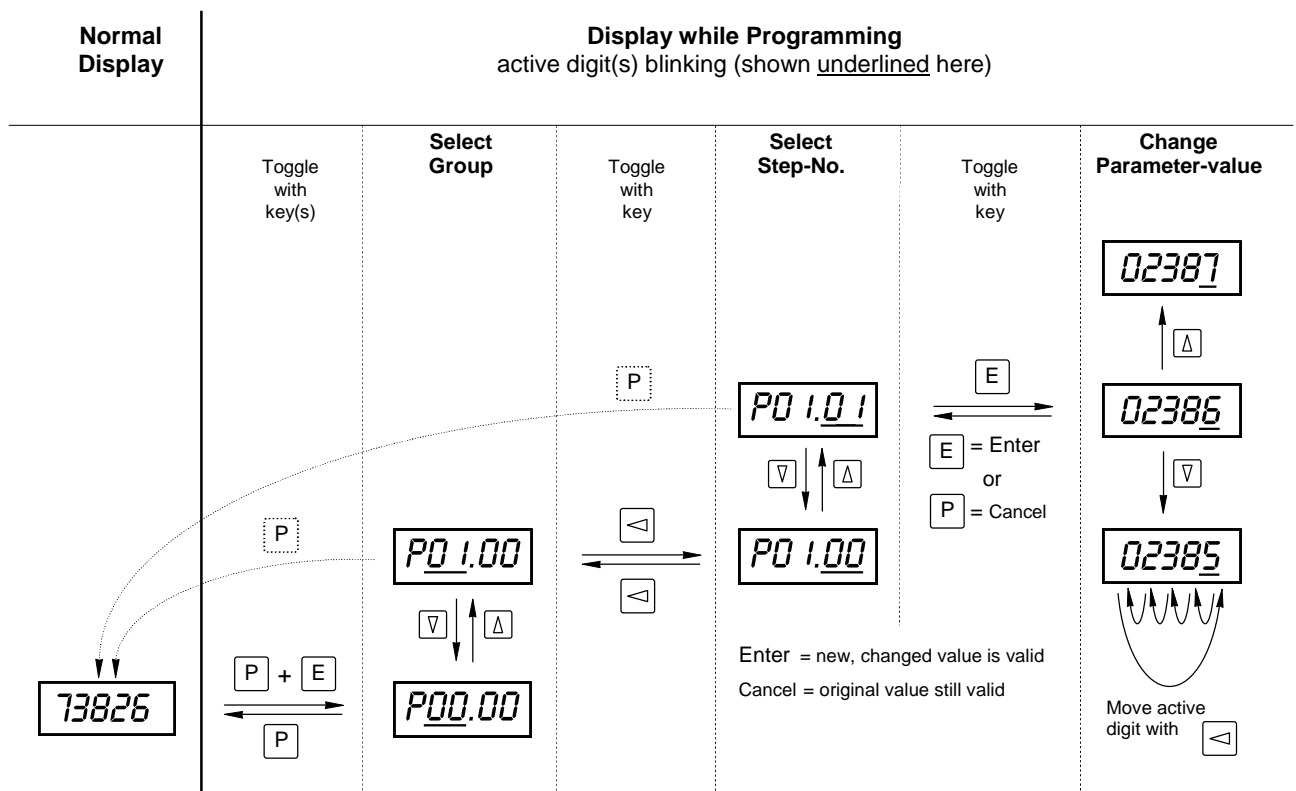 Normal
Display
Display while Programming
active digit(s) blinking (shown underlined here)
Toggle
with
key(s)
Select
Group
Toggle
with
key
Select
Step-No.
Toggle
with
key
Change
Parameter-value
02387
Δ
P
P01.01
E
02386
E = Enter
or
P = Cancel
∇ Δ
∇
P
P01.00
P01.00
02385
∇ Δ
Enter = new, changed value is valid
Cancel = original value still valid
73826
P + E
P
P00.00
Move active
digit with